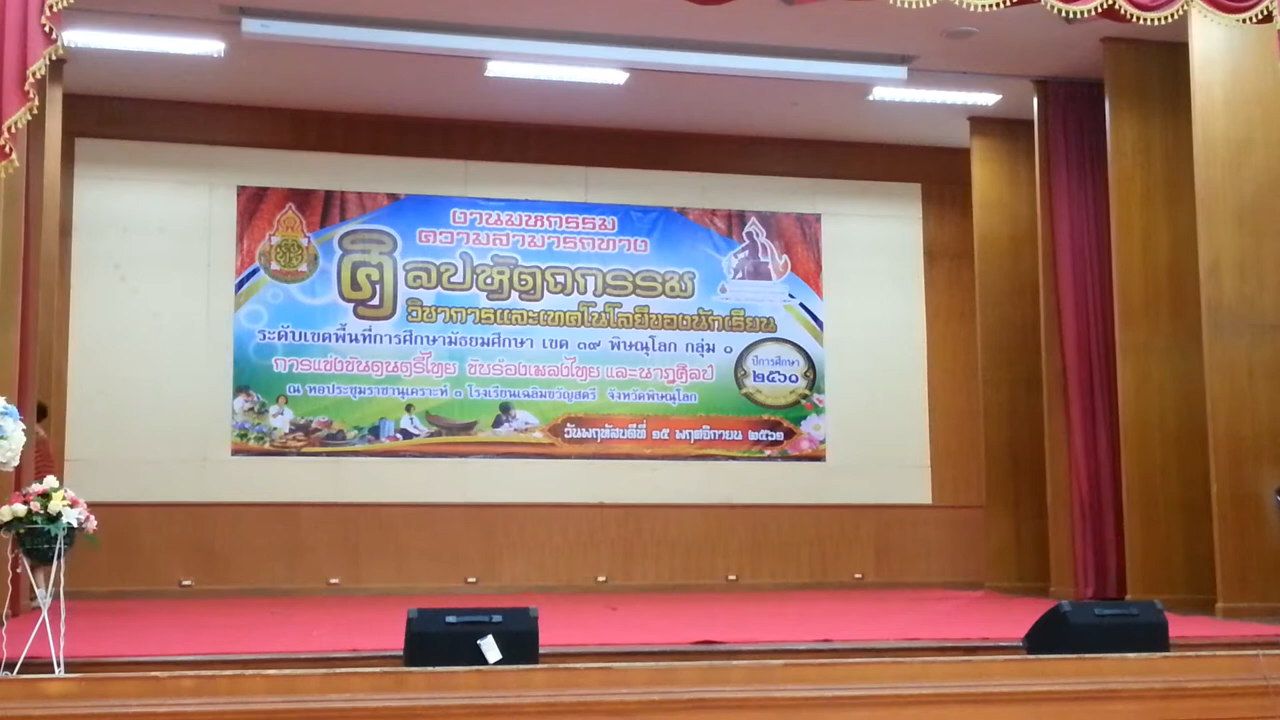 งานมหกรรม
ความสามารถทาง
ศิลปหัตถกรรม
วิชาการและเทคโนโลยีของนักเรียน
ระดับเขตพื้นที่การศึกษามัธยมศึกษา เขต ๓๙ พิษณุโลก กลุ่ม ๑
การแข่งขันดนตรีไทย ขับร้องเพลงไทย และนาฏศิลป์
ปีการศึกษา
๒๕๖๑
ณ หอประชุมราชานุเคราะห์ ๑ โรงเรียนเฉลิมขวัญสตรี จังหวัดพิษณุโลก
วันพฤหัสบดีที่ ๑๕ พฤศจิกายน ๒๕๖๑